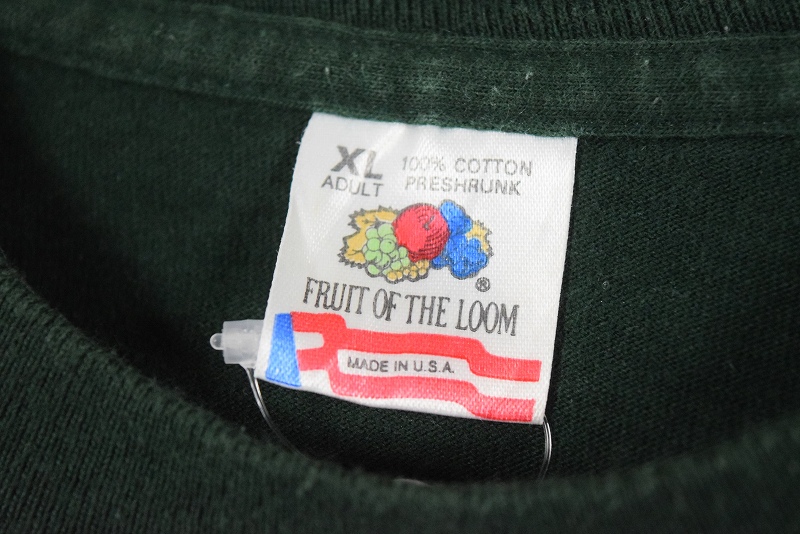 XL
ADULT
100% COTTON
PRESHRUNK
®
FRUIT OF THE LOOM
MADE IN U.S.A.